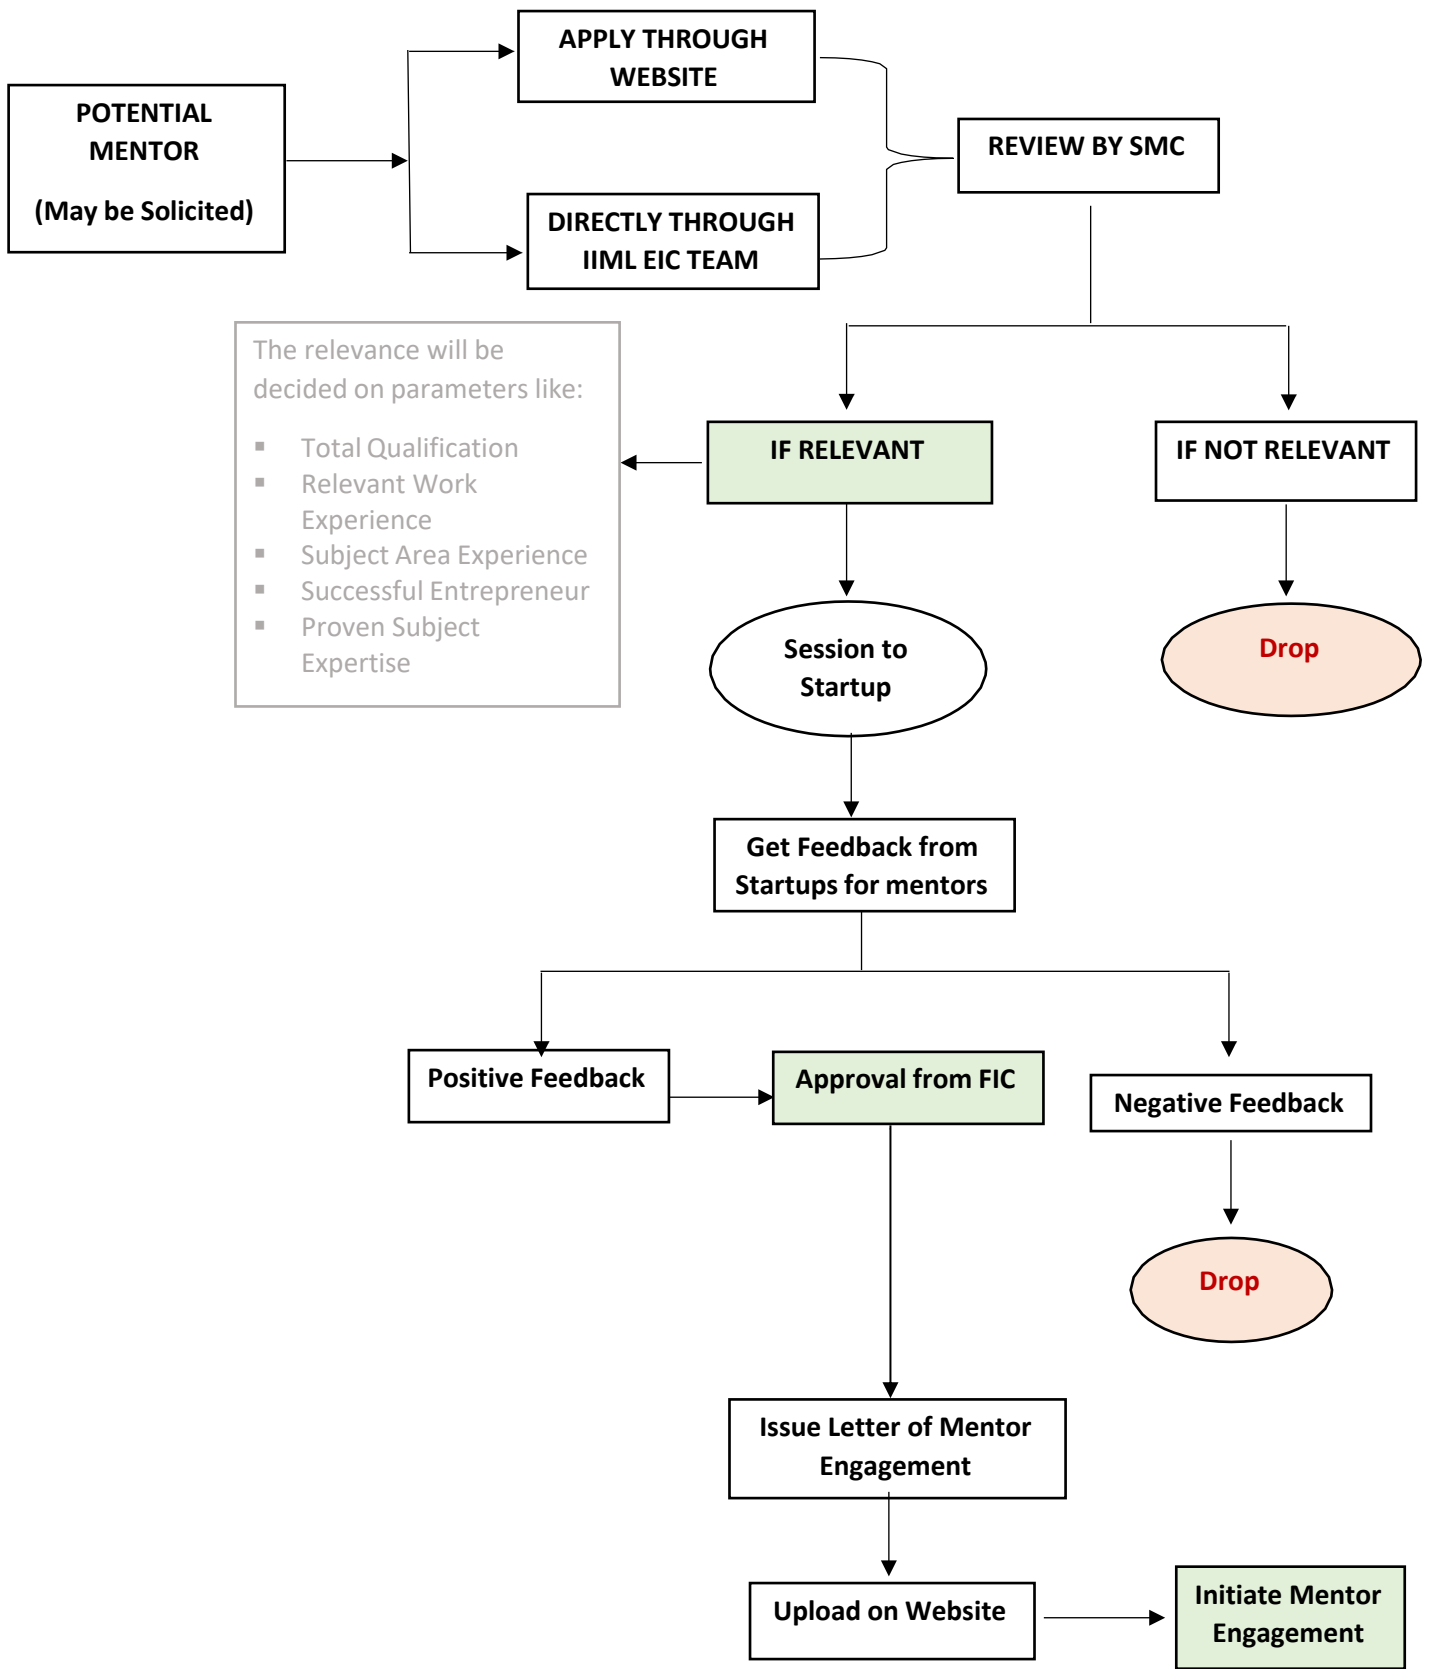 APPLY THROUGH
WEBSITE
POTENTIAL
MENTOR
(May be Solicited)
REVIEW BY SMC
DIRECTLY THROUGH
IIML EIC TEAM
The relevance will be
decided on parameters like:
▪ Total Qualification
▪ Relevant Work
Experience
▪ Subject Area Experience
▪ Successful Entrepreneur
▪ Proven Subject
Expertise
IF RELEVANT
IF NOT RELEVANT
Session to
Startup
Drop
Get Feedback from
Startups for mentors
Positive Feedback
Approval from FIC
Negative Feedback
Drop
Issue Letter of Mentor
Engagement
Upload on Website
Initiate Mentor
Engagement